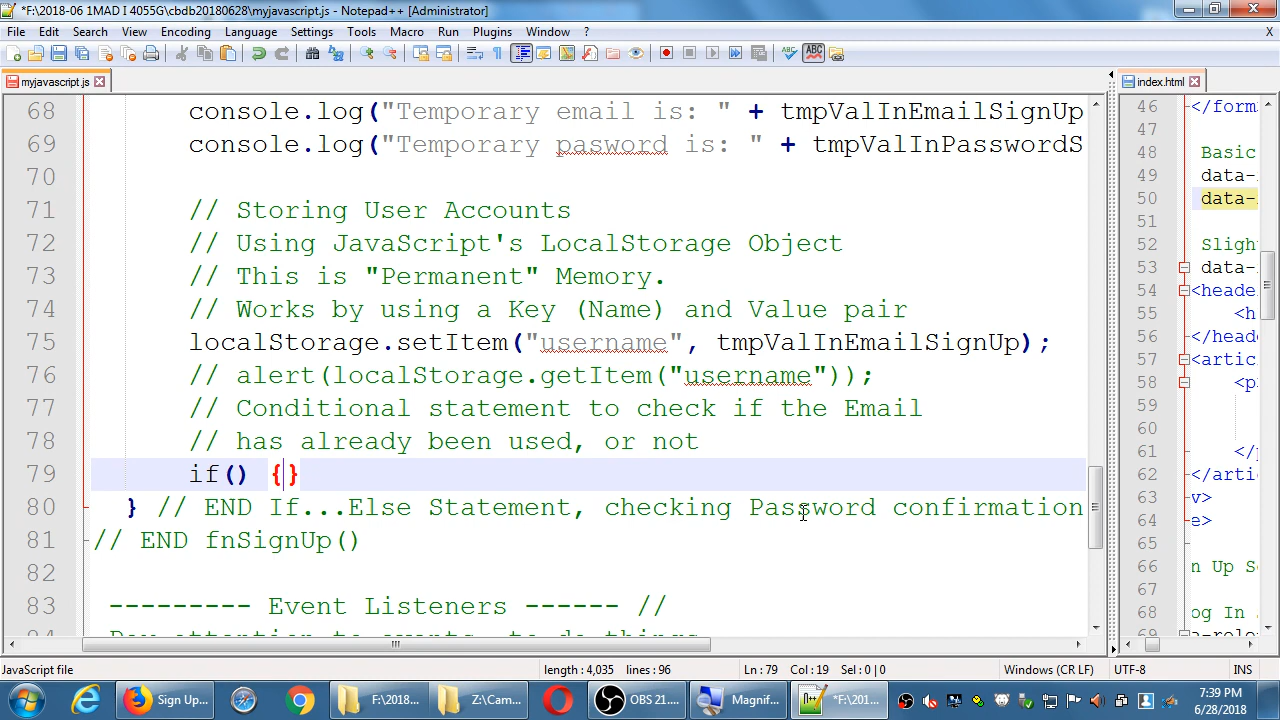 *F:\2018-06 1MAD I 4055G\cbdb20180628\myjavascript.js - Notepad++ [Administrator]
File Edit Search View Encoding Language Settings Tools Macro Run Plugins Window ? X
myjavascript.js
index.html
68 console.log("Temporary email is: " + tmpValInEmailSignUp
69 console.log("Temporary pasword is: " + tmpValInPasswordS
70
71 // Storing User Accounts
72 // Using JavaScript's LocalStorage Object
73 // This is "Permanent" Memory.
74 // Works by using a Key (Name) and Value pair
75 localStorage.setItem("username", tmpValInEmailSignUp);
76 // alert(localStorage.getItem("username"));
77 // Conditional statement to check if the Email
78 // has already been used, or not
79 if() {}
80 } // END If...Else Statement, checking Password confirmation
81 // END fnSignUp()
82
83 --------- Event Listeners ------ //
46 </form
47
48 Basic
49 data-
50 data-
51
52 Sligh
53 data-
54 <heade
55 <h
56 </head
57 <artic
58 <p
59
60
61 </p
62 </arti
63 v>
64 e>
65
66 n Up S
67
68 og In
69 a-role
JavaScript file length : 4,035 lines : 96 Ln : 79 Col : 19 Sel : 0 | 0 Windows (CR LF) UTF-8 INS
Sign Up... F:\2018... Z:\Cam... OBS 21.... Magnif... *F:\201...
7:39 PM
6/28/2018